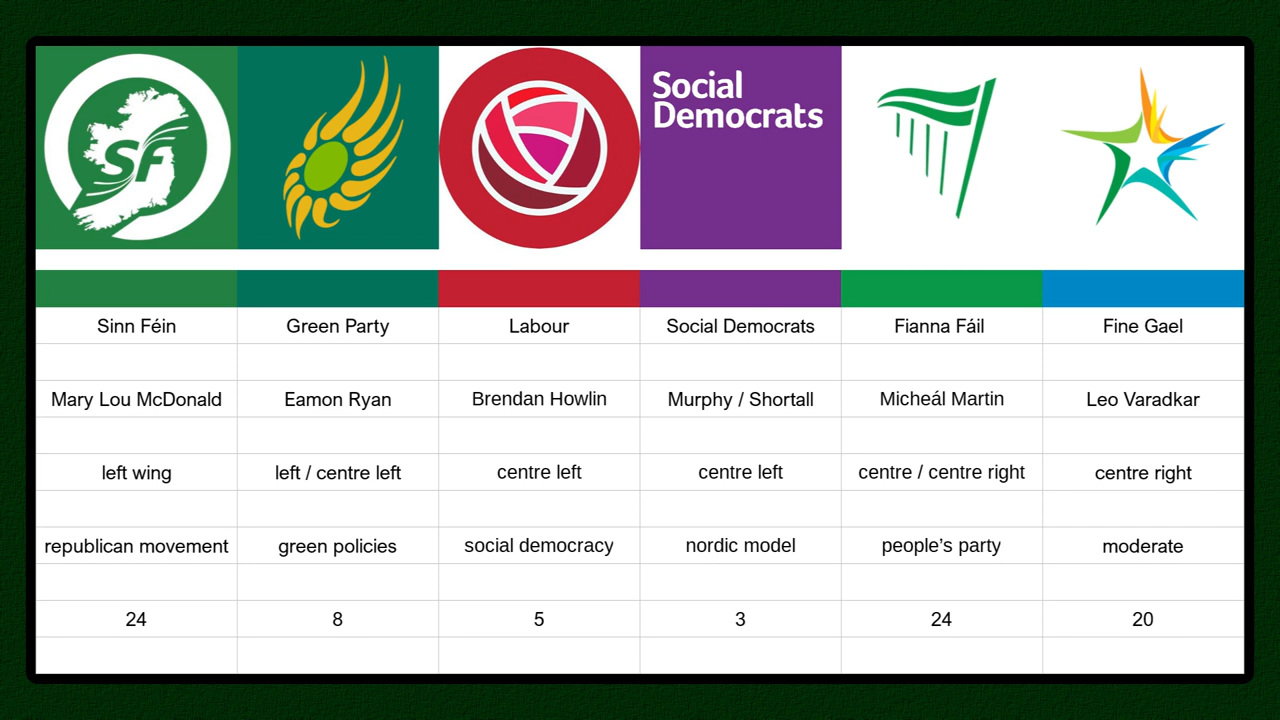 SF
Social
Democrats
Sinn Féin
Green Party
Labour
Social Democrats
Fianna Fáil
Fine Gael
Mary Lou McDonald
Eamon Ryan
Brendan Howlin
Murphy / Shortall
Micheál Martin
Leo Varadkar
left wing
left / centre left
centre left
centre left
centre / centre right
centre right
republican movement
green policies
social democracy
nordic model
people’s party
moderate
24
8
5
3
24
20